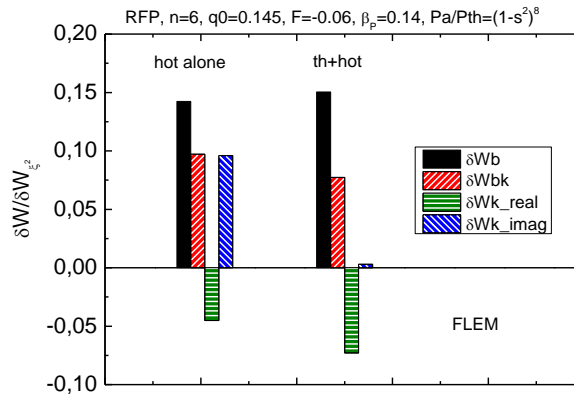 RFP, n=6, q0=0.145, F=-0.06, βP=0.14, Pa/Pth=(1-s²)⁸
0,20
hot alone
th+hot
0,15
δWb
δWbk
δWk_real
δWk_imag
0,10
0,05
0,00
-0,05
FLEM
-0,10